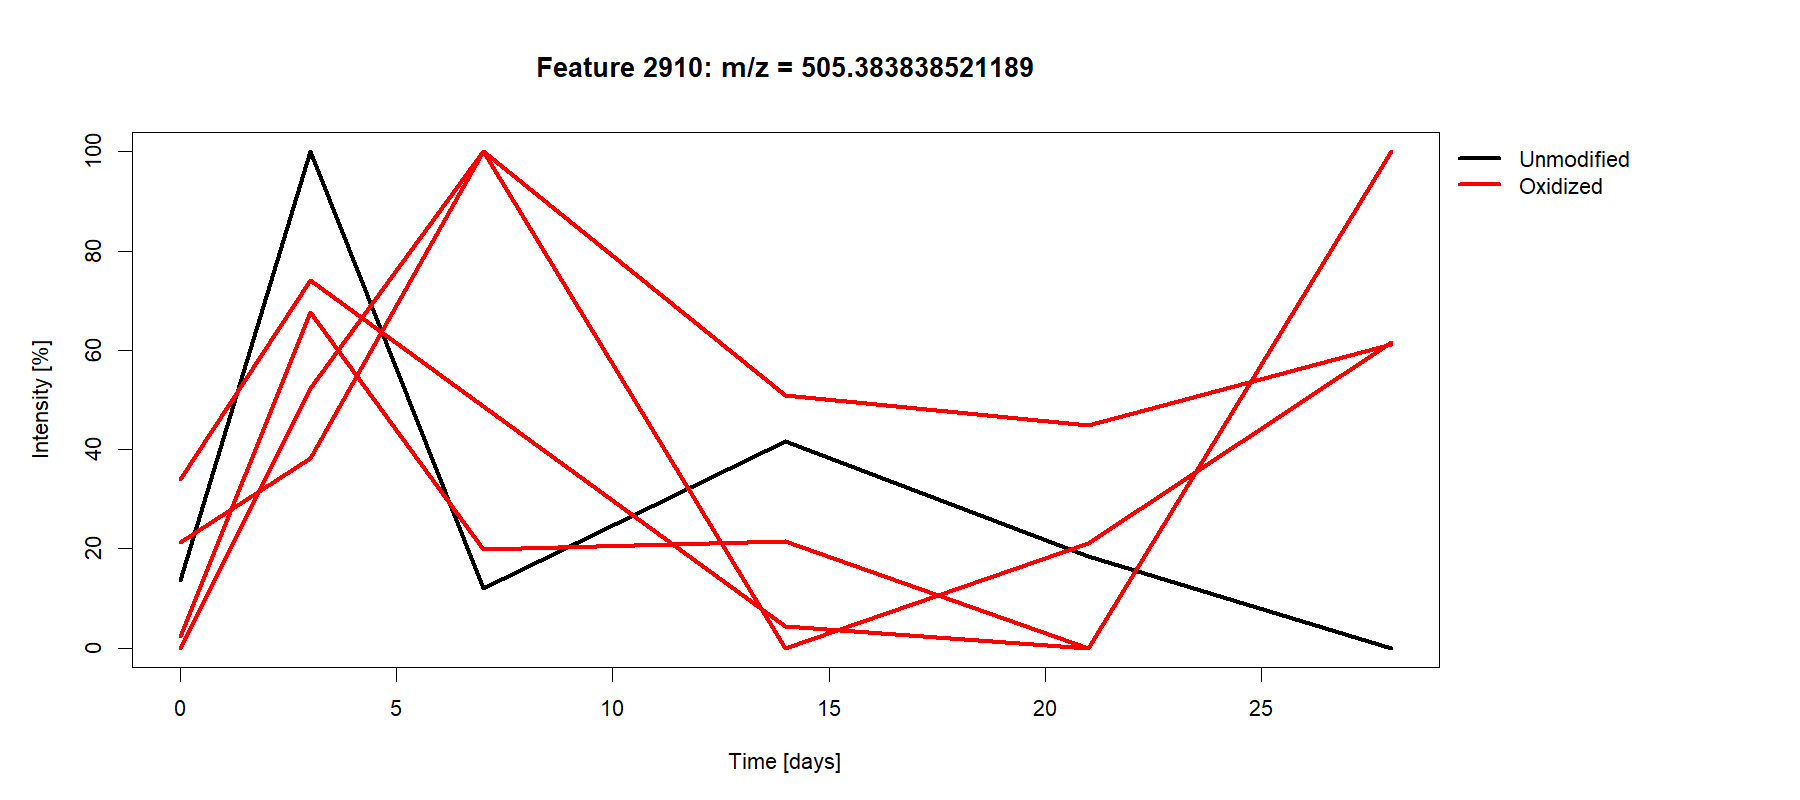 Feature 2910: m/z = 505.383838521189
Unmodified
Oxidized
Intensity [%]
100
80
60
40
20
0
0 5 10 15 20 25
Time [days]